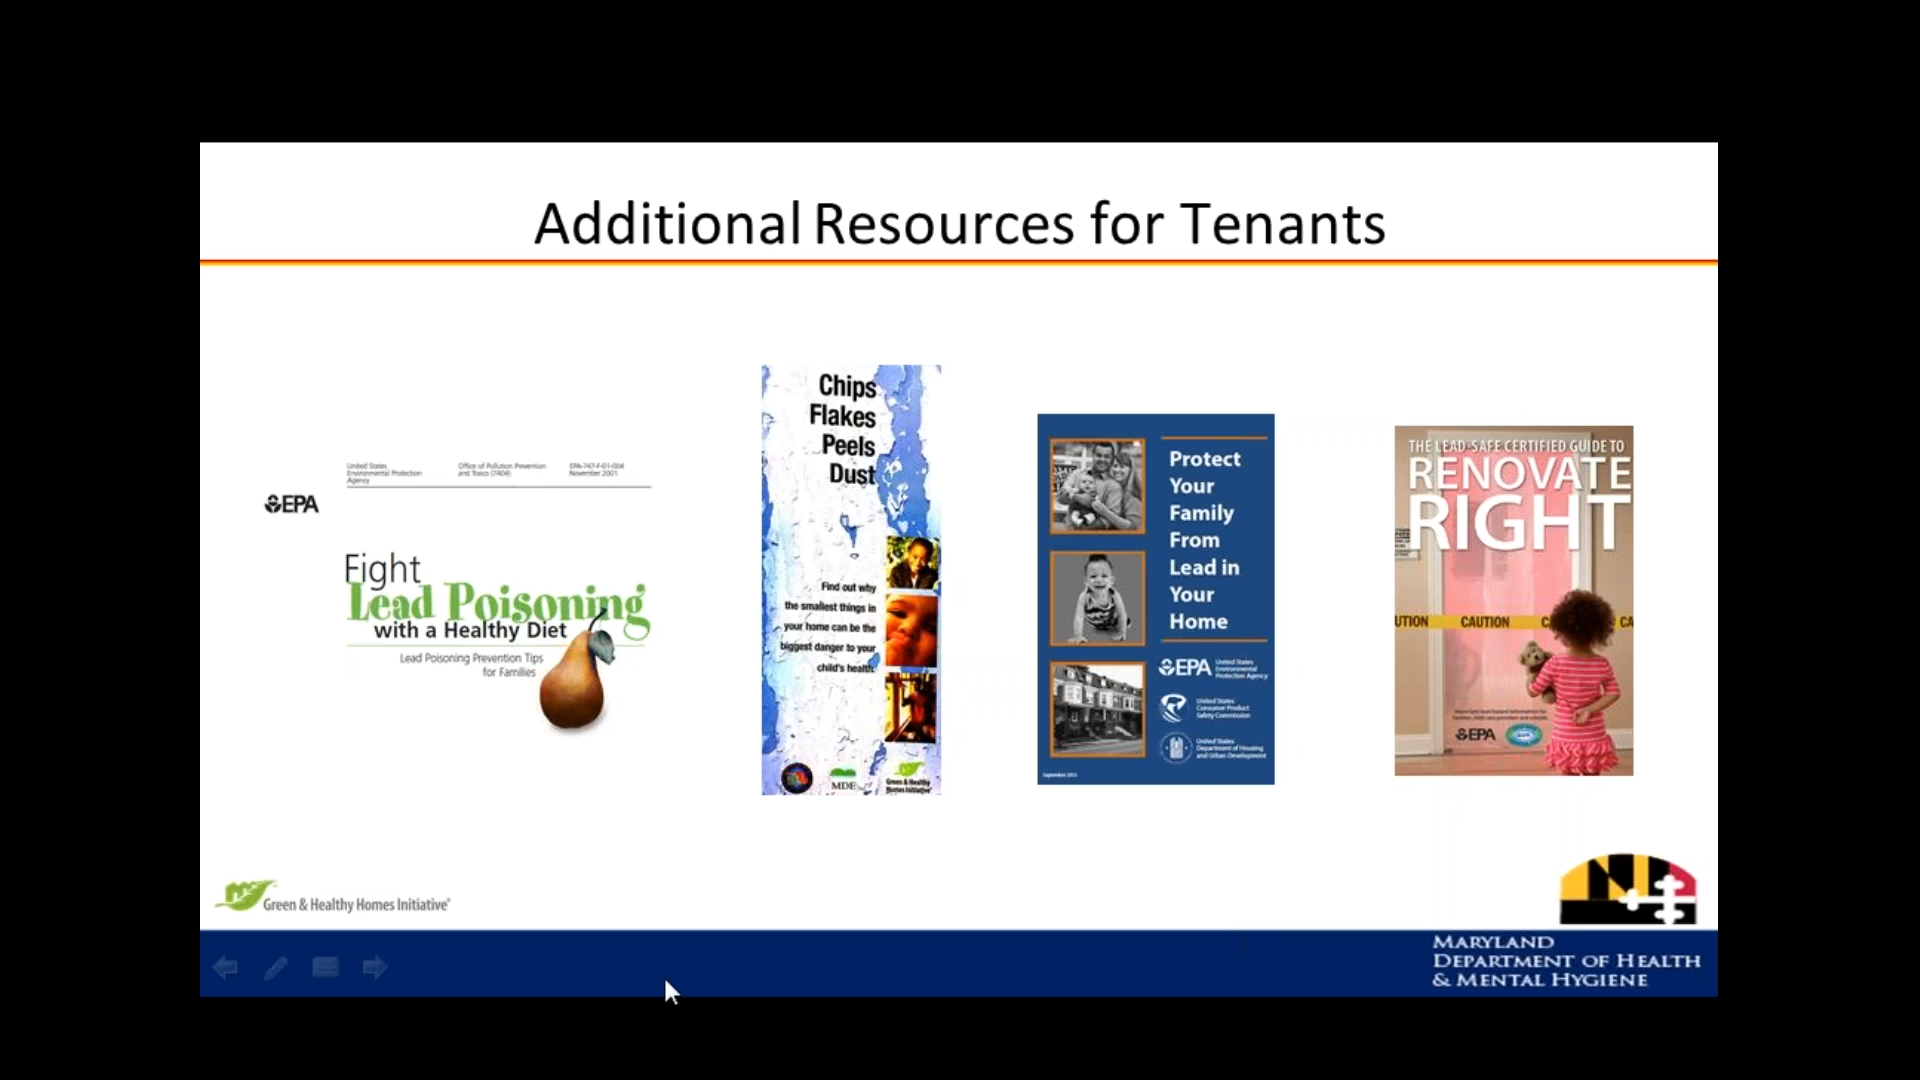 Additional Resources for Tenants
United States
Environmental Protection
Agency
Office of Pollution Prevention
and Toxics (7404)
EPA-747-F-01-004
November 2001
EPA
Fight
Lead Poisoning
with a Healthy Diet
Lead Poisoning Prevention Tips
for Families
Chips
Flakes
Peels
Dust
Find out why
the smallest things in
your home can be the
biggest danger to your
child's health.
MDE
Green & Healthy
Homes Initiative
Protect
Your
Family
From
Lead in
Your
Home
EPA
United States
Environmental
Protection Agency
United States
Consumer Product
Safety Commission
United States
Department of Housing
and Urban Development
THE LEAD-SAFE CERTIFIED GUIDE TO
RENOVATE
RIGHT
UTION CAUTION C CA
EPA
Green & Healthy Homes Initiative
MARYLAND
DEPARTMENT OF HEALTH
& MENTAL HYGIENE